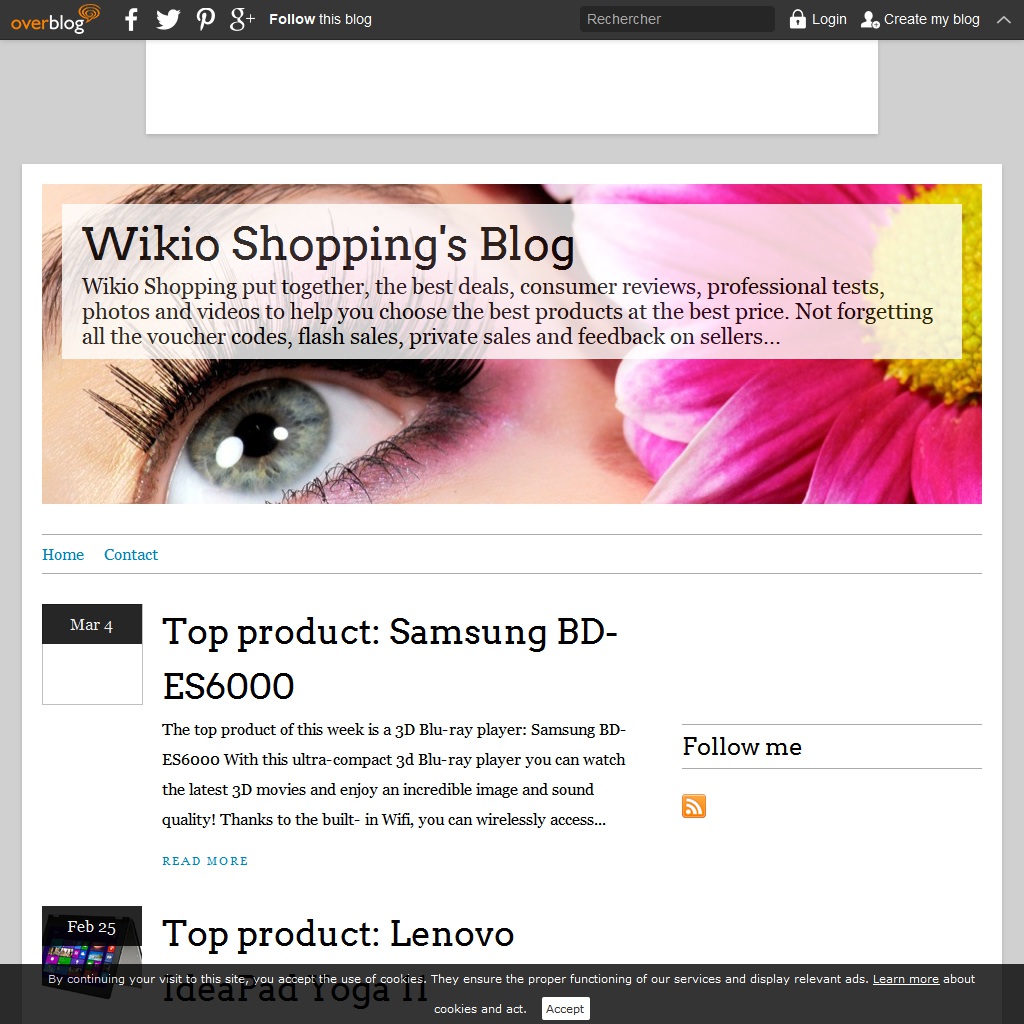 overblog
Follow this blog
Rechercher
Login
Create my blog
Wikio Shopping's Blog
Wikio Shopping put together, the best deals, consumer reviews, professional tests,
photos and videos to help you choose the best products at the best price. Not forgetting
all the voucher codes, flash sales, private sales and feedback on sellers...
Home
Contact
Mar 4
Top product: Samsung BD-
ES6000
The top product of this week is a 3D Blu-ray player: Samsung BD-
ES6000 With this ultra-compact 3d Blu-ray player you can watch
the latest 3D movies and enjoy an incredible image and sound
quality! Thanks to the built- in Wifi, you can wirelessly access...
READ MORE
Follow me
Feb 25
Top product: Lenovo
IdeaPad Yoga 11
By continuing your visit to this site, you accept the use of cookies. They ensure the proper functioning of our services and display relevant ads. Learn more about
cookies and act.
Accept